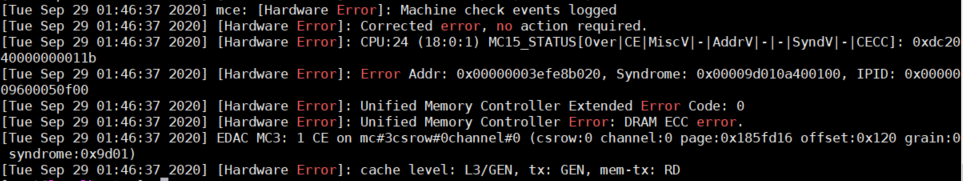 [Tue Sep 29 01:46:37 2020] mce: [Hardware Error]: Machine check events logged
[Tue Sep 29 01:46:37 2020] [Hardware Error]: Corrected error, no action required.
[Tue Sep 29 01:46:37 2020] [Hardware Error]: CPU:24 (18:0:1) MC15_STATUS[Over|CE|MiscV|-|AddrV|-|-|SyndV|-|CECC]: 0xdc20
40000000011b
[Tue Sep 29 01:46:37 2020] [Hardware Error]: Error Addr: 0x00000003efe8b020, Syndrome: 0x00009d010a400100, IPID: 0x00000
09600050f00
[Tue Sep 29 01:46:37 2020] [Hardware Error]: Unified Memory Controller Extended Error Code: 0
[Tue Sep 29 01:46:37 2020] [Hardware Error]: Unified Memory Controller Error: DRAM ECC error.
[Tue Sep 29 01:46:37 2020] EDAC MC3: 1 CE on mc#3csrow#0channel#0 (csrow:0 channel:0 page:0x185fd16 offset:0x120 grain:0
 syndrome:0x9d01)
[Tue Sep 29 01:46:37 2020] [Hardware Error]: cache level: L3/GEN, tx: GEN, mem-tx: RD